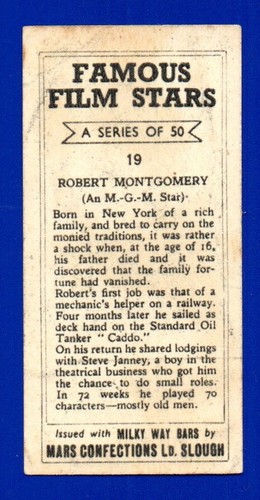 FAMOUS
FILM STARS
A SERIES OF 50
19
ROBERT MONTGOMERY
(An M.-G.-M. Star)
Born in New York of a rich
family, and bred to carry on the
monied traditions, it was rather
a shock when, at the age of 16,
his father died and it was
discovered that the family for-
tune had vanished.
Robert's first job was that of a
mechanic's helper on a railway.
Four months later he sailed as
deck hand on the Standard Oil
Tanker " Caddo."
On his return he shared lodgings
with Steve Janney, a boy in the
theatrical business who got him
the chance to do small roles.
In 72 weeks he played 70
characters—mostly old men.
Issued with MILKY WAY BARS by
MARS CONFECTIONS LD. SLOUGH